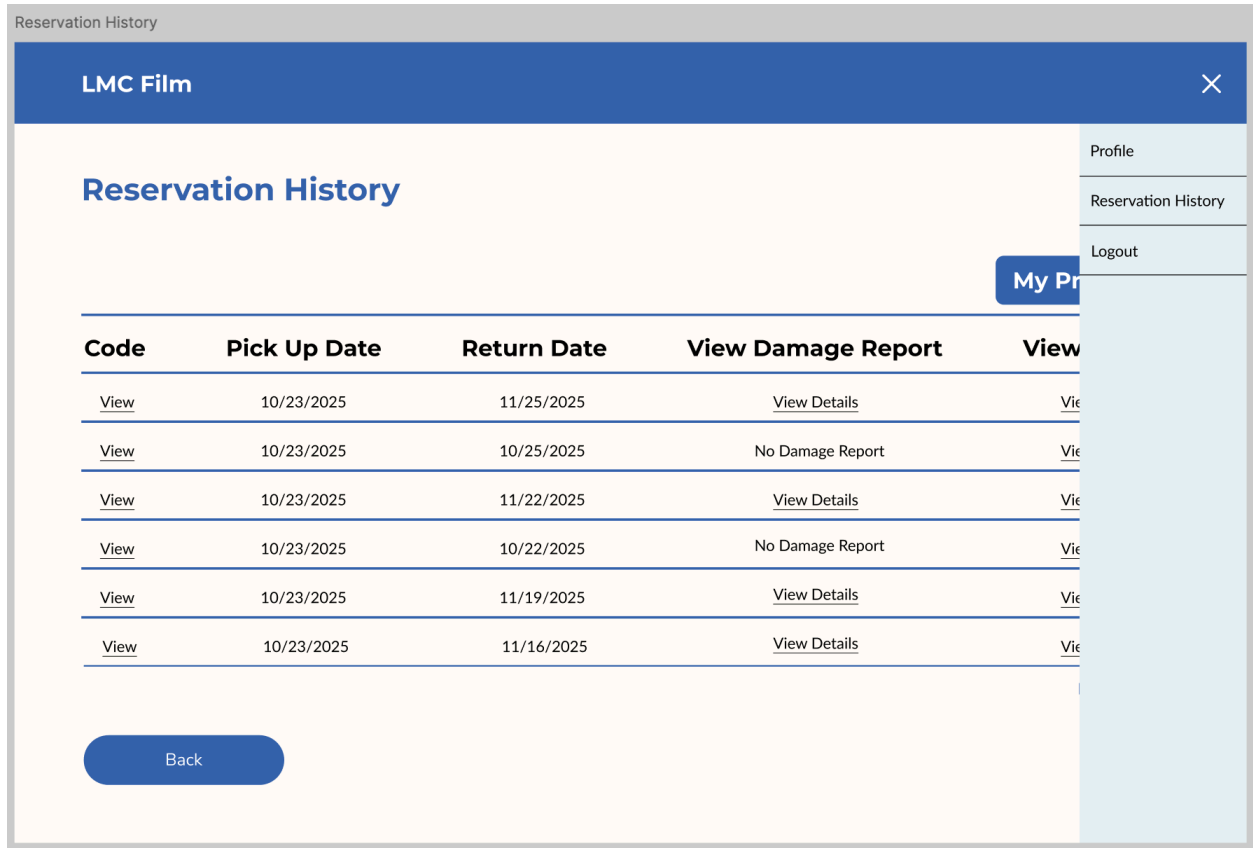 Reservation History
LMC Film
Profile
Reservation History
Reservation History
Logout
My Pr
Code Pick Up Date Return Date View Damage Report View
View 10/23/2025 11/25/2025 View Details Vie
View 10/23/2025 10/25/2025 No Damage Report Vie
View 10/23/2025 11/22/2025 View Details Vie
View 10/23/2025 10/22/2025 No Damage Report Vie
View 10/23/2025 11/19/2025 View Details Vie
View 10/23/2025 11/16/2025 View Details Vie
Back